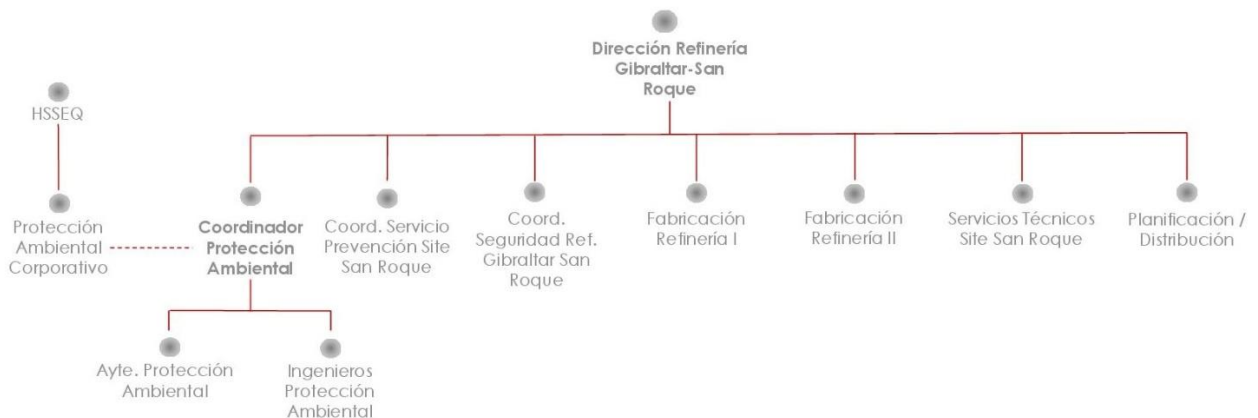 Dirección Refinería
Gibraltar-San
Roque
HSSEQ
Protección
Ambiental
Corporativo
Coordinador
Protección
Ambiental
Coord. Servicio
Prevención Site
San Roque
Coord.
Seguridad Ref.
Gibraltar San
Roque
Fabricación
Refinería I
Fabricación
Refinería II
Servicios Técnicos
Site San Roque
Planificación /
Distribución
Ayte. Protección
Ambiental
Ingenieros
Protección
Ambiental